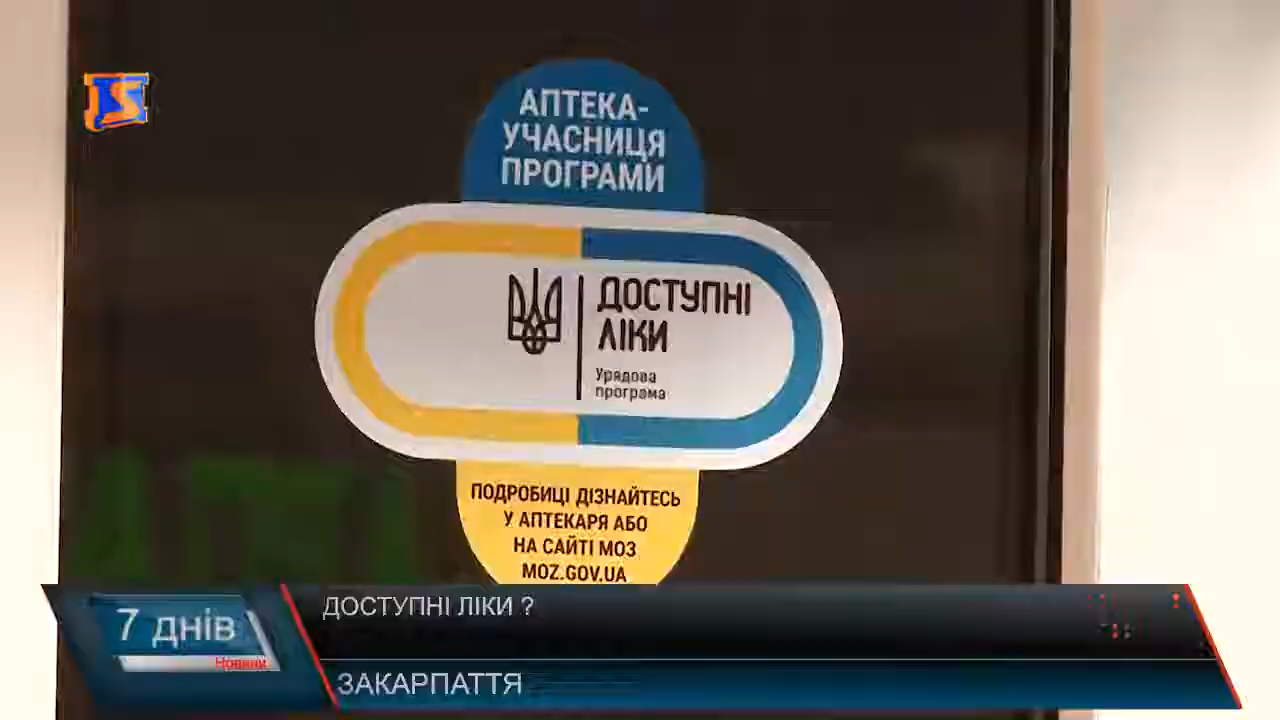 АПТЕКА-
УЧАСНИЦЯ
ПРОГРАМИ
ДОСТУПНІ
ЛІКИ
Урядова
програма
ПОДРОБИЦІ ДІЗНАЙТЕСЬ
У АПТЕКАРЯ АБО
НА САЙТІ МОЗ
MOZ.GOV.UA
7 днів
Новини
ДОСТУПНІ ЛІКИ ?
ЗАКАРПАТТЯ